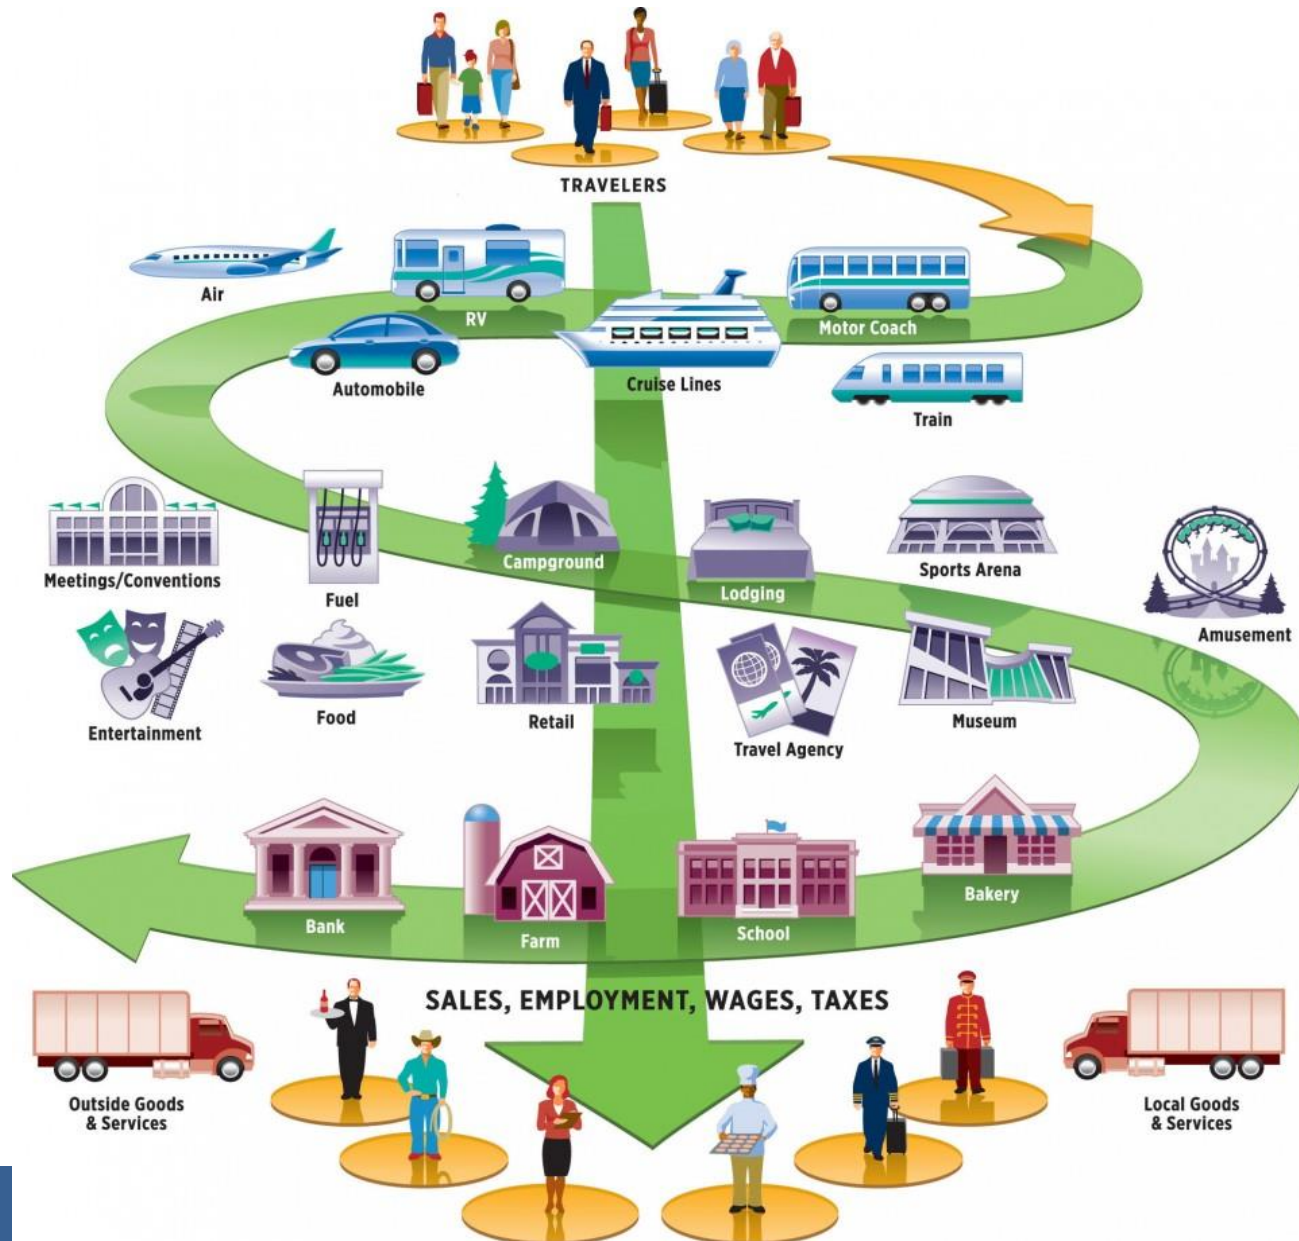 TRAVELERS
Air
RV
Motor Coach
Automobile
Cruise Lines
Train
Meetings/Conventions
Fuel
Campground
Lodging
Sports Arena
Amusement
Entertainment
Food
Retail
Travel Agency
Museum
Bank
Farm
School
Bakery
SALES, EMPLOYMENT, WAGES, TAXES
Outside Goods
& Services
Local Goods
& Services